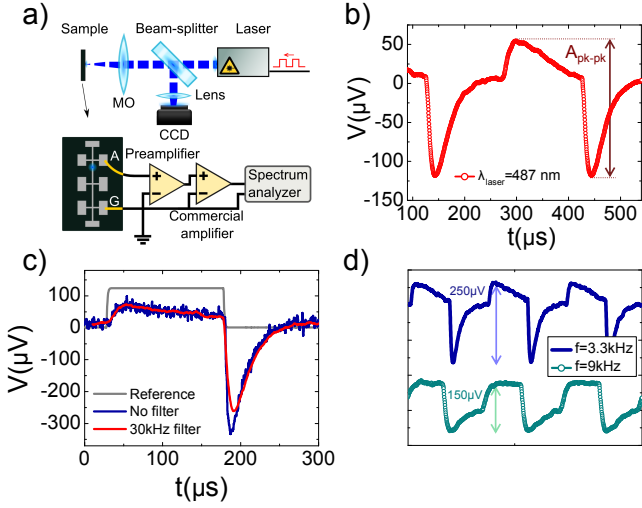 a)
Sample
Beam-splitter
Laser
MO
Lens
CCD
A
Preamplifier
G
Commercial
amplifier
Spectrum
analyzer
b)
V(µV)
50
0
-50
-100
-150
100 200 300 400 500
t(µs)
A pk-pk
λ laser=487 nm
c)
V(µV)
100
0
-100
-200
-300
0 100 200 300
t(µs)
Reference
No filter
30kHz filter
d)
250µV
f=3.3kHz
f=9kHz
150µV